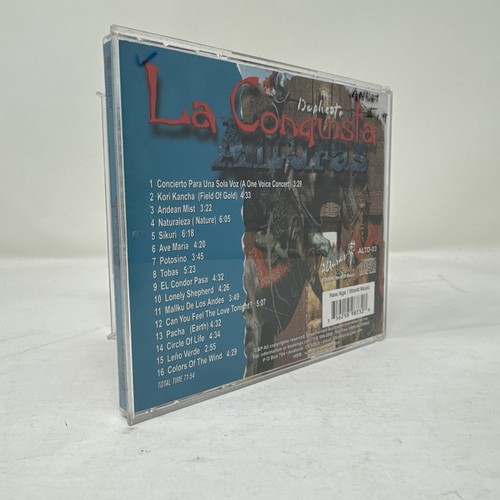 La Conquista
Alturas
1 Concierto Para Una Sola Voz (A One Voice Concert) 3:29
2 Kori Kancha (Field Of Gold) 4:33
3 Andean Mist 3:22
4 Naturaleza ( Nature) 6:05
5 Sikuri 6:18
6 Ave Maria 4:20
7 Potosino 3:45
8 Tobas 5:23
9 EL Condor Pasa 3:32
10 Lonely Shepherd 4:26
11 Mallku De Los Andes 3:49
12 Can You Feel The Love Tonight? 5:07
13 Pacha (Earth) 4:32
14 Circle Of Life 4:34
15 Leño Verde 2:55
16 Colors Of The Wind 4:29
TOTAL TIME 71:54
ALTD-03
New Age / World Music